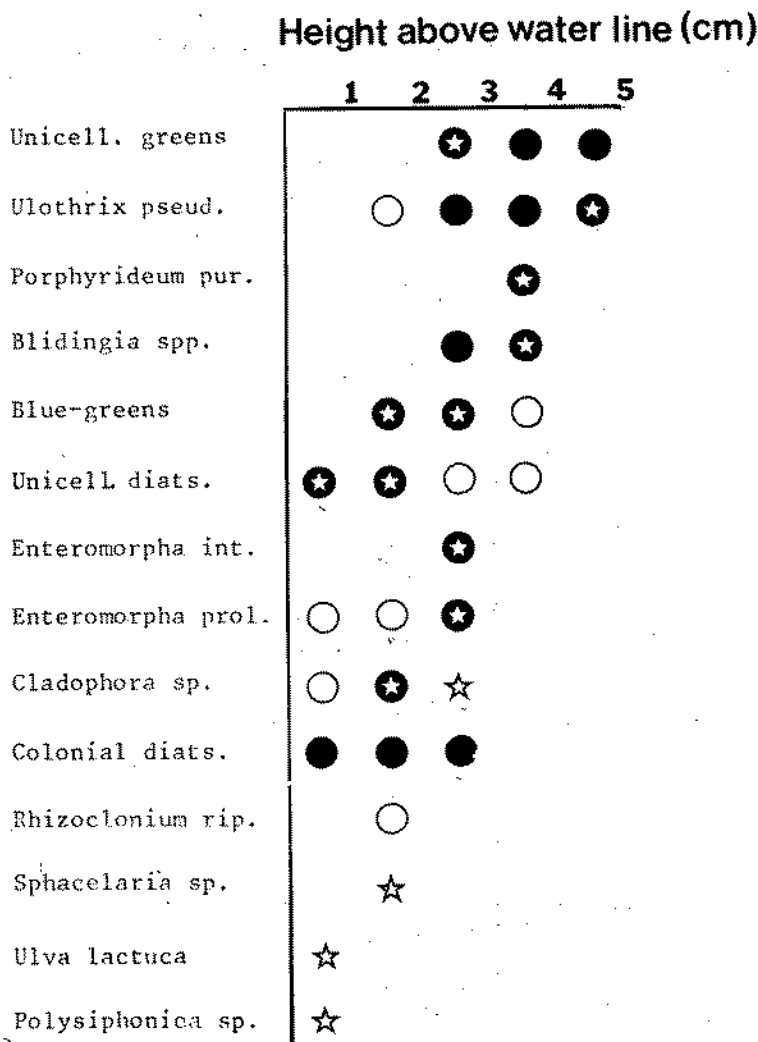 Height above water line (cm)
1 2 3 4 5
Unicell. greens
Ulothrix pseud.
Porphyrideum pur.
Blidingia spp.
Blue-greens
Unicell diats.
Enteromorpha int.
Enteromorpha prol.
Cladophora sp.
Colonial diats.
Rhizoclonium rip.
Sphacelaria sp.
Ulva lactuca
Polysiphonica sp.